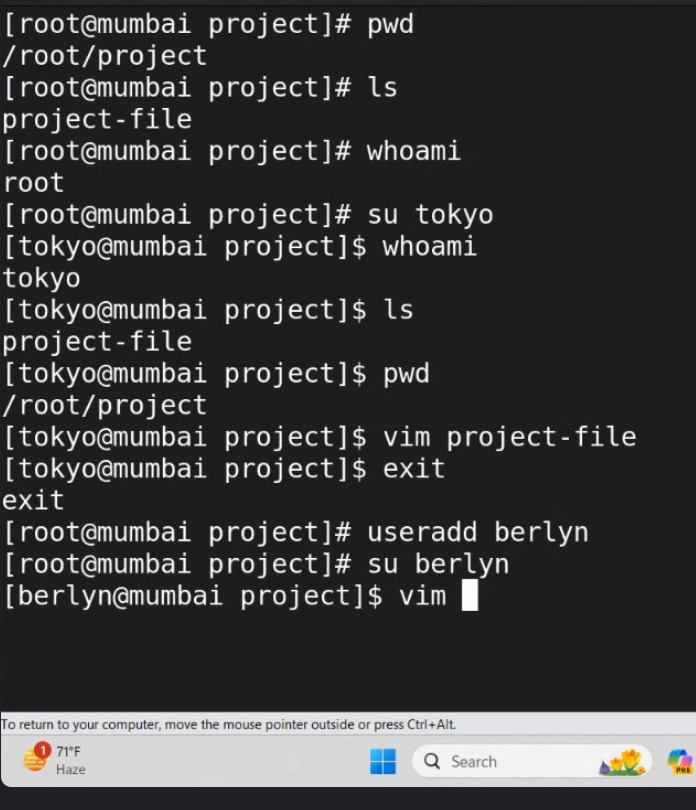 [root@mumbai project]# pwd
/root/project
[root@mumbai project]# ls
project-file
[root@mumbai project]# whoami
root
[root@mumbai project]# su tokyo
[tokyo@mumbai project]$ whoami
tokyo
[tokyo@mumbai project]$ ls
project-file
[tokyo@mumbai project]$ pwd
/root/project
[tokyo@mumbai project]$ vim project-file
[tokyo@mumbai project]$ exit
exit
[root@mumbai project]# useradd berlyn
[root@mumbai project]# su berlyn
[berlyn@mumbai project]$ vim
To return to your computer, move the mouse pointer outside or press Ctrl+Alt.
1
71°F
Haze
Search
PRE